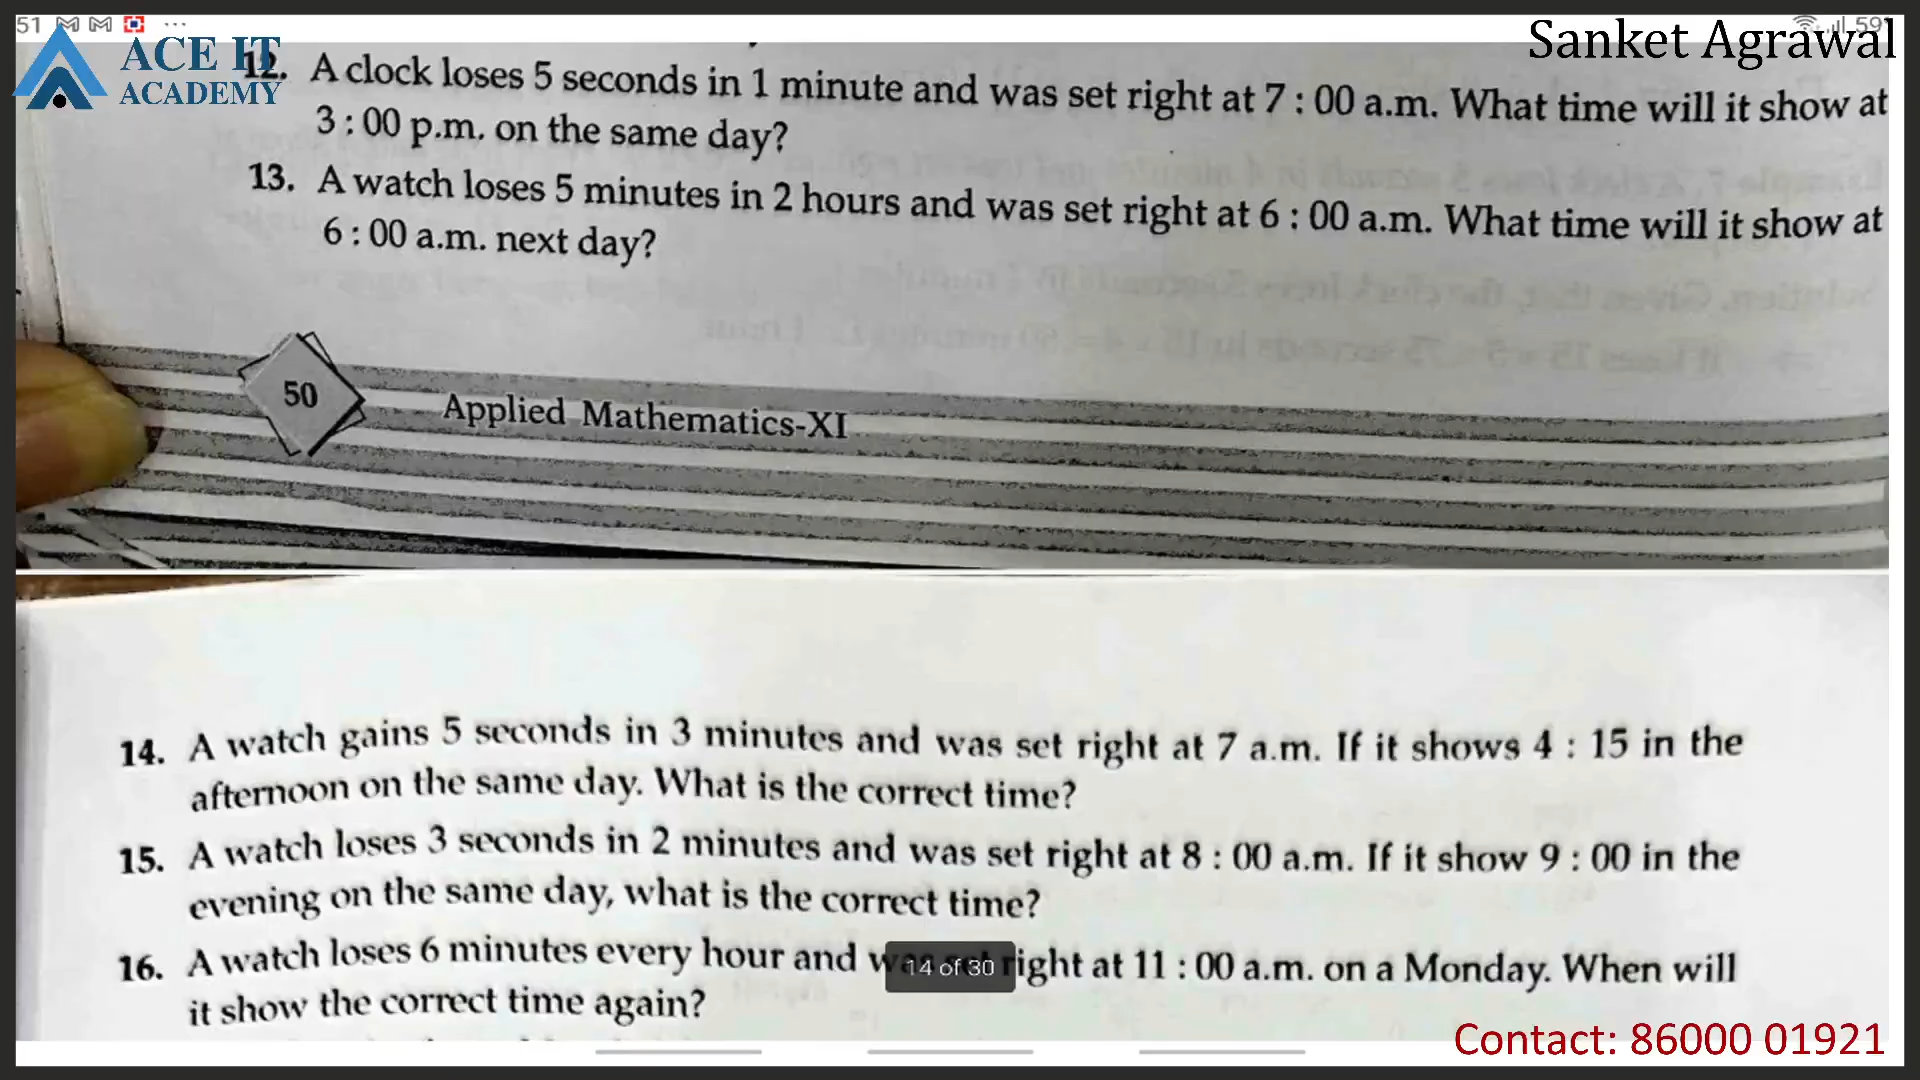 51
59
ACE IT
ACADEMY
Sanket Agrawal
12. A clock loses 5 seconds in 1 minute and was set right at 7 : 00 a.m. What time will it show at
3 : 00 p.m. on the same day?
13. A watch loses 5 minutes in 2 hours and was set right at 6 : 00 a.m. What time will it show at
6 : 00 a.m. next day?
50
Applied Mathematics-XI
14. A watch gains 5 seconds in 3 minutes and was set right at 7 a.m. If it shows 4 : 15 in the
afternoon on the same day. What is the correct time?
15. A watch loses 3 seconds in 2 minutes and was set right at 8 : 00 a.m. If it show 9 : 00 in the
evening on the same day, what is the correct time?
16. A watch loses 6 minutes every hour and was set right at 11 : 00 a.m. on a Monday. When will
it show the correct time again?
14 of 30
Contact: 86000 01921